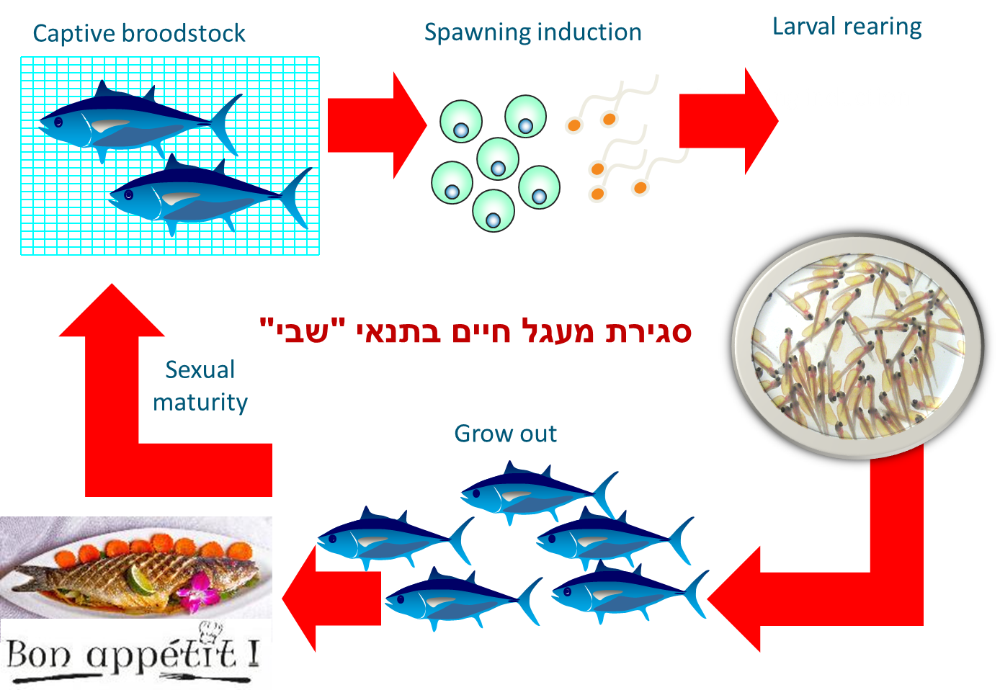 Captive broodstock
Spawning induction
Larval rearing
סגירת מעגל חיים בתנאי "שבי"
Sexual
maturity
Grow out
Bon appétit !